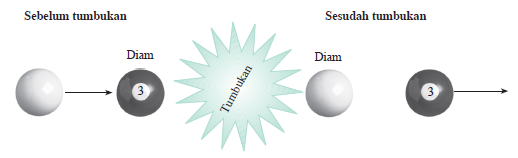 Sebelum tumbukan
Sesudah tumbukan
Diam
3
Tumbukan
Diam
3